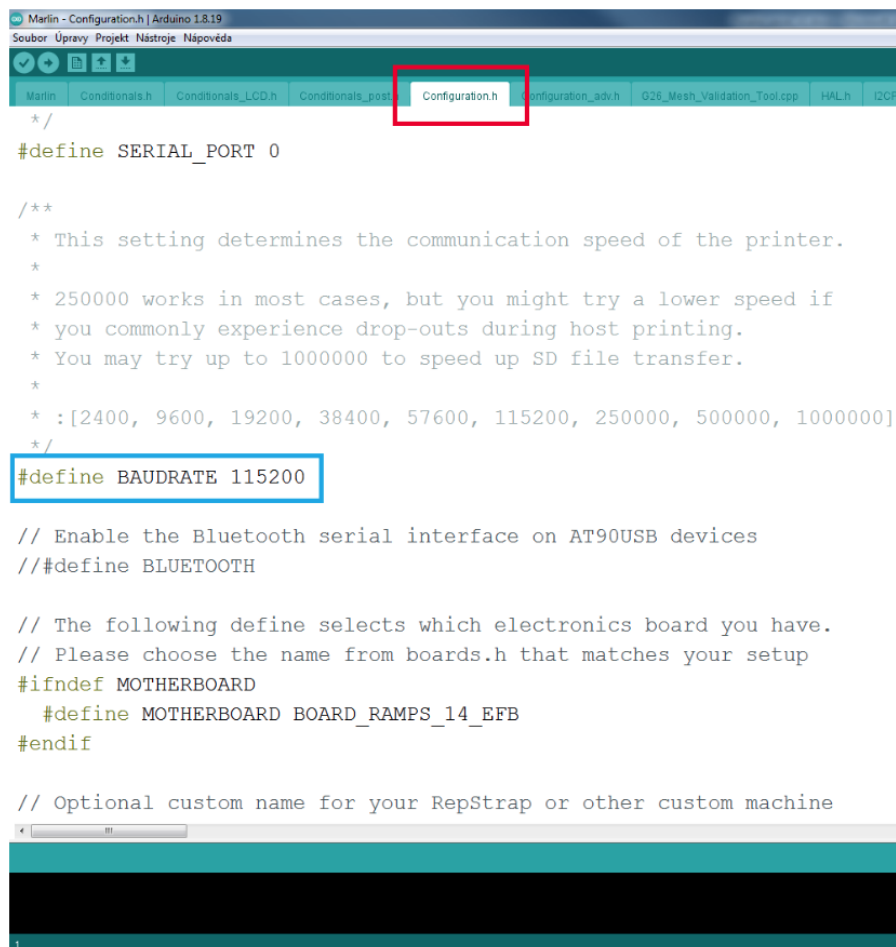 Marlin - Configuration.h | Arduino 1.8.19
Soubor Úpravy Projekt Nástroje Nápověda
Marlin Conditionals.h Conditionals_LCD.h Conditionals_post.h Configuration.h Configuration_adv.h G26_Mesh_Validation_Tool.cpp HAL.h I2CP
*/
#define SERIAL_PORT 0
/**
* This setting determines the communication speed of the printer.
*
* 250000 works in most cases, but you might try a lower speed if
* you commonly experience drop-outs during host printing.
* You may try up to 1000000 to speed up SD file transfer.
*
* :[2400, 9600, 19200, 38400, 57600, 115200, 250000, 500000, 1000000]
*/
#define BAUDRATE 115200
// Enable the Bluetooth serial interface on AT90USB devices
//#define BLUETOOTH
// The following define selects which electronics board you have.
// Please choose the name from boards.h that matches your setup
#ifndef MOTHERBOARD
#define MOTHERBOARD BOARD_RAMPS_14_EFB
#endif
// Optional custom name for your RepStrap or other custom machine
1